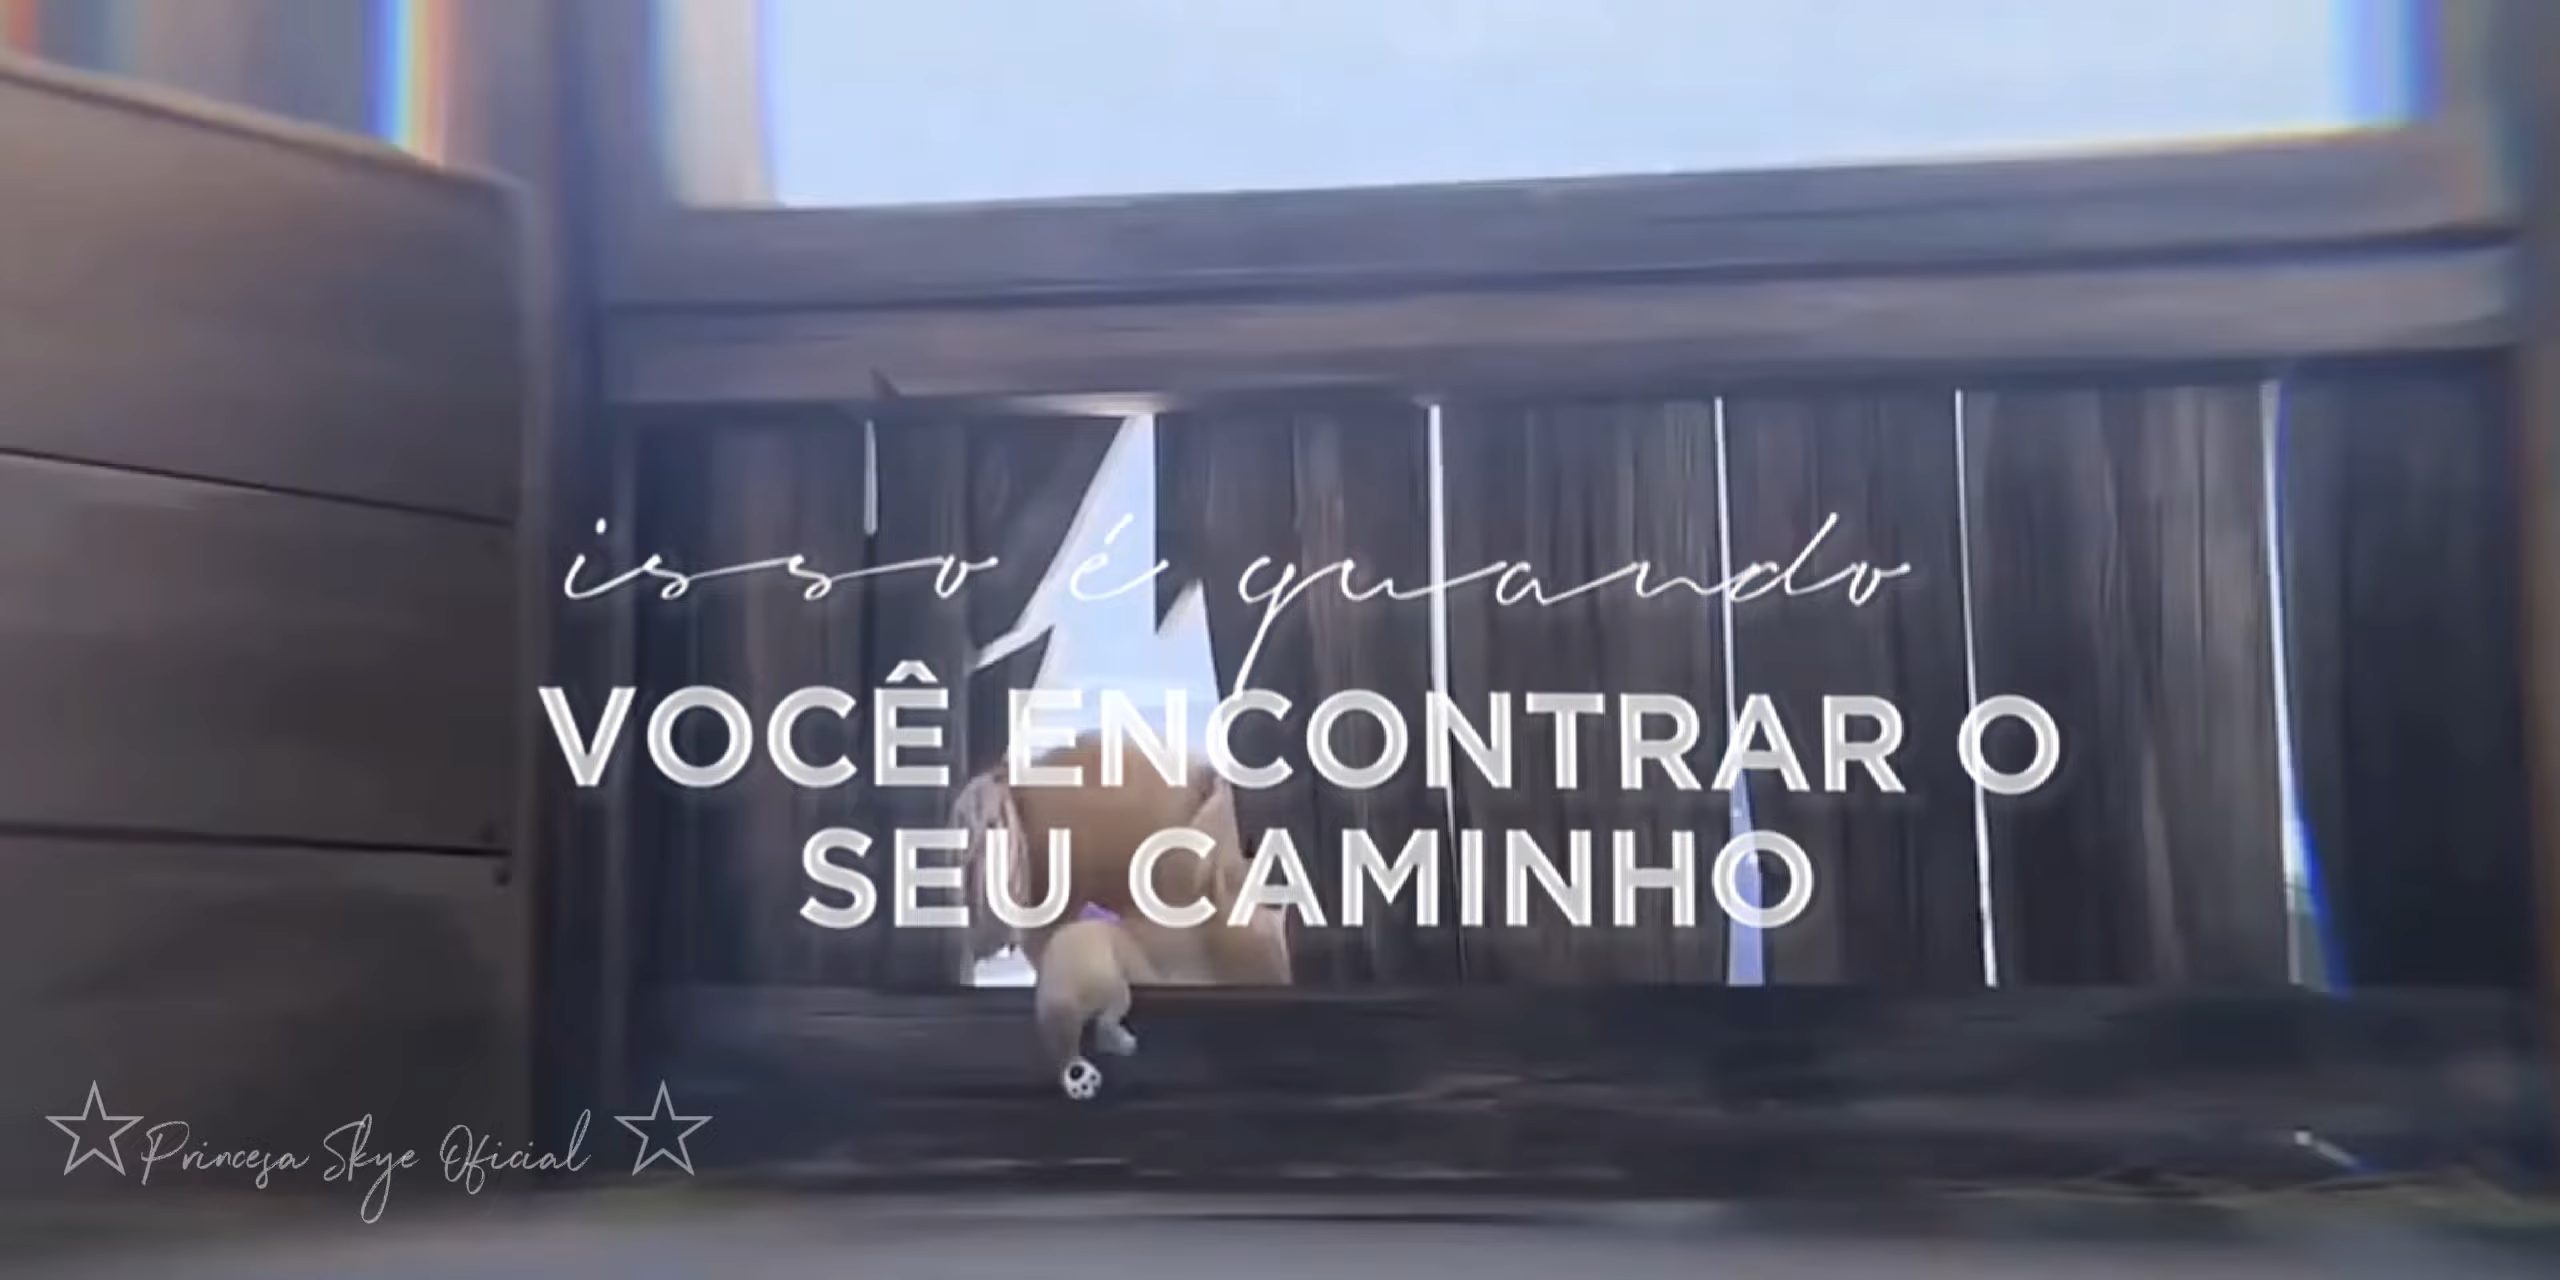 isso é quando
VOCÊ ENCONTRAR O
SEU CAMINHO
☆Princesa Skye Oficial ☆